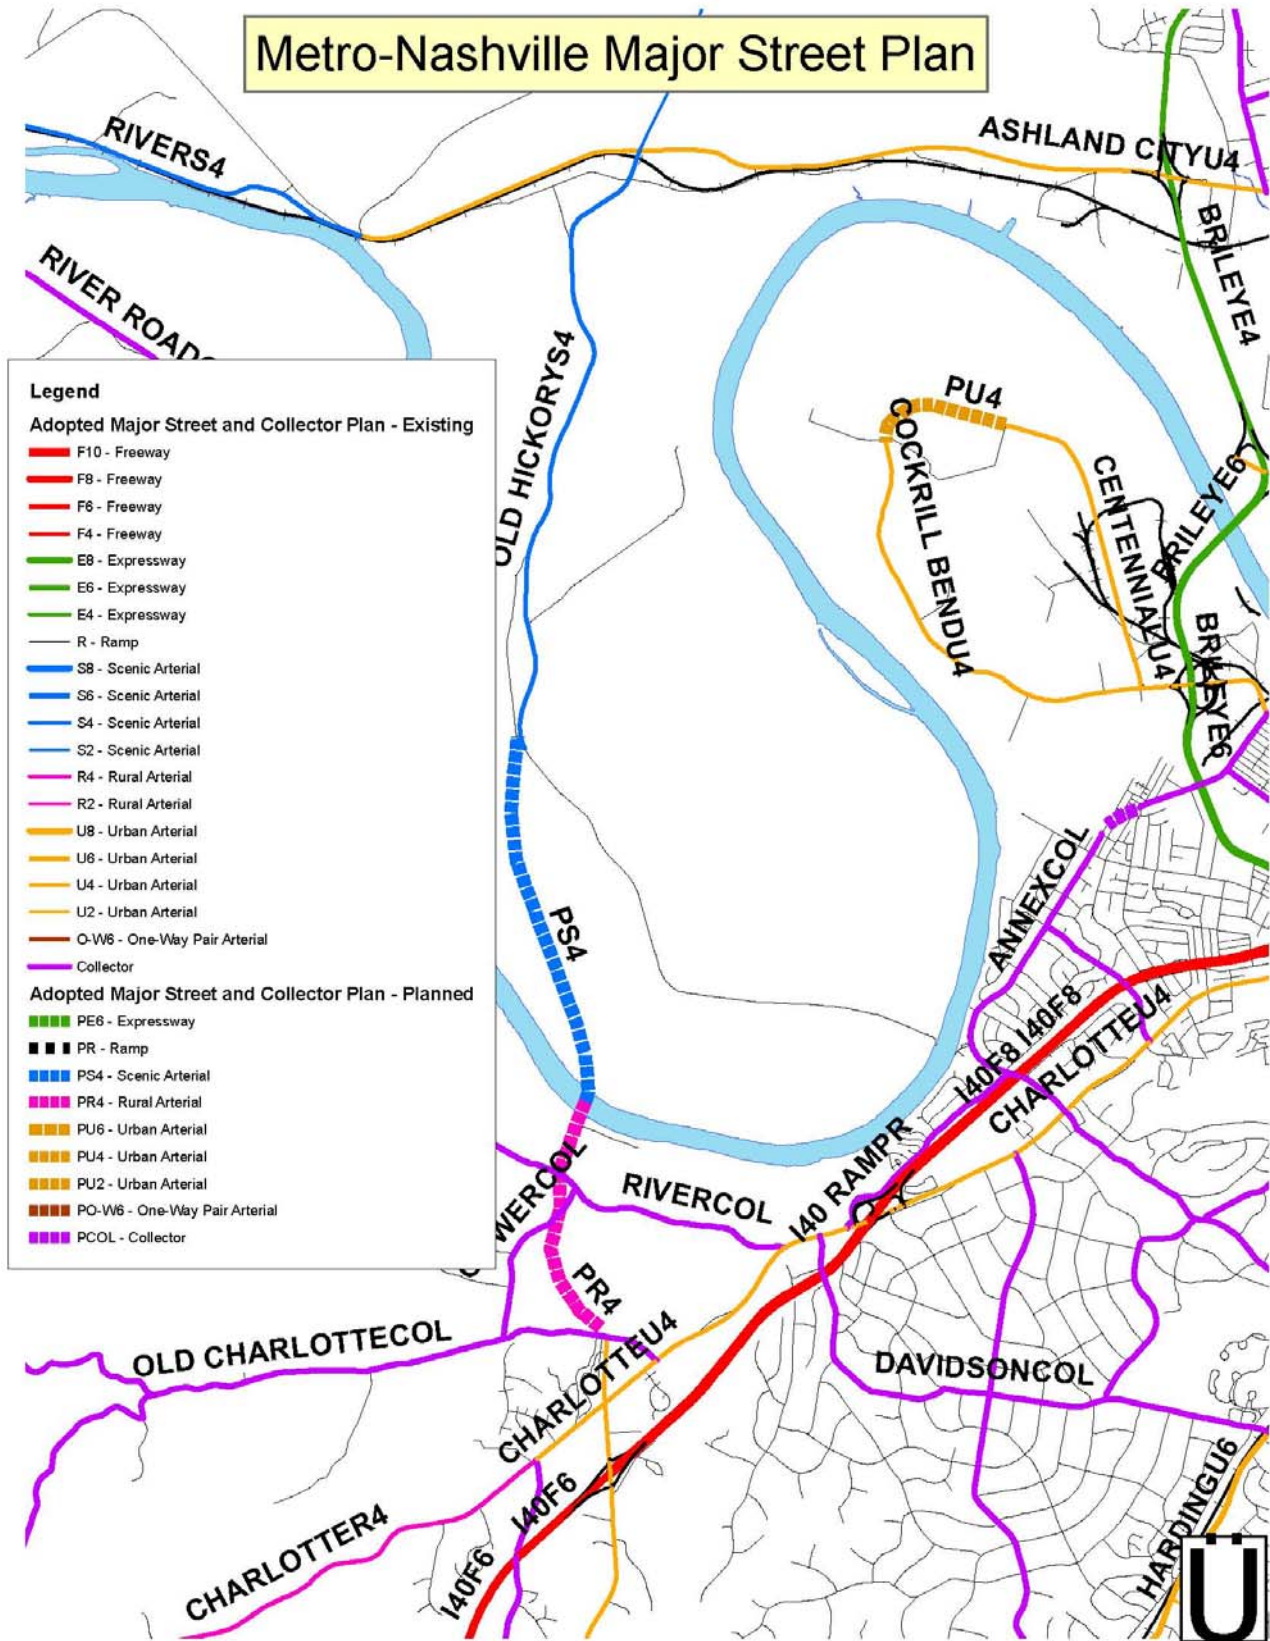 Metro-Nashville Major Street Plan
RIVERS4
ASHLAND CITYU4
BRILEYE4
RIVER ROAD
OLD HICKORYS4
PU4
COCKRILL BENDU4
CENTENNIALU4
BRILEYE6
BRILEYE6
Legend
Adopted Major Street and Collector Plan - Existing
F10 - Freeway
F8 - Freeway
F6 - Freeway
F4 - Freeway
E8 - Expressway
E6 - Expressway
E4 - Expressway
R - Ramp
S8 - Scenic Arterial
S6 - Scenic Arterial
S4 - Scenic Arterial
S2 - Scenic Arterial
R4 - Rural Arterial
R2 - Rural Arterial
U8 - Urban Arterial
U6 - Urban Arterial
U4 - Urban Arterial
U2 - Urban Arterial
O-W6 - One-Way Pair Arterial
Collector
Adopted Major Street and Collector Plan - Planned
PE6 - Expressway
PR - Ramp
PS4 - Scenic Arterial
PR4 - Rural Arterial
PU6 - Urban Arterial
PU4 - Urban Arterial
PU2 - Urban Arterial
PO-W6 - One-Way Pair Arterial
PCOL - Collector
PS4
ANNEXCOL
I40F8
I40F8
CHARLOTTEU4
I40 RAMPR
WERCOL
RIVERCOL
PR4
OLD CHARLOTTECOL
CHARLOTTEU4
DAVIDSONCOL
I40F6
CHARLOTTER4
I40F6
HARDINGU6
Ü